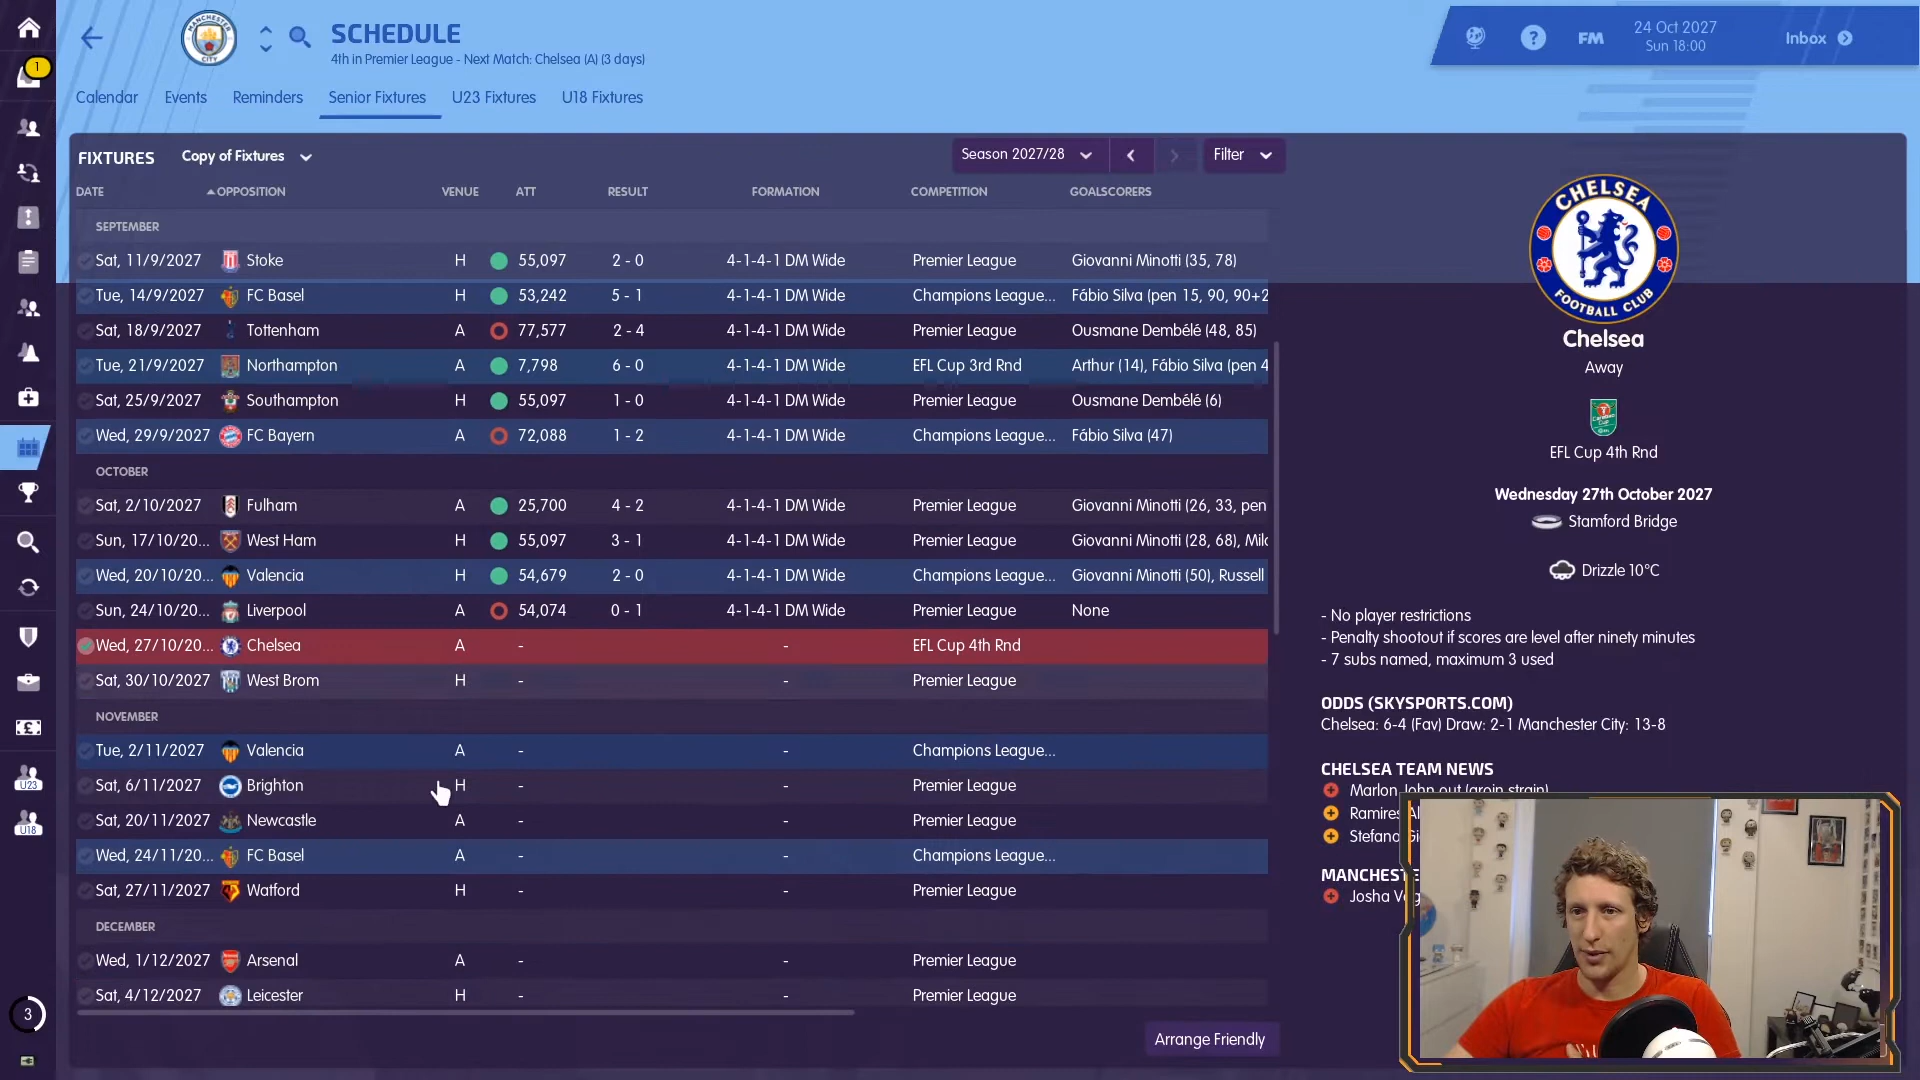 SCHEDULE
4th in Premier League - Next Match: Chelsea (A) (3 days)
FM
24 Oct 2027
Sun 18:00
Inbox
1
Calendar Events Reminders Senior Fixtures U23 Fixtures U18 Fixtures
FIXTURES Copy of Fixtures Season 2027/28 Filter
DATE OPPOSITION VENUE ATT RESULT FORMATION COMPETITION GOALSCORERS
SEPTEMBER
Sat, 11/9/2027 Stoke H 55,097 2 - 0 4-1-4-1 DM Wide Premier League Giovanni Minotti (35, 78)
Tue, 14/9/2027 FC Basel H 53,242 5 - 1 4-1-4-1 DM Wide Champions League... Fábio Silva (pen 15, 90, 90+2
Sat, 18/9/2027 Tottenham A 77,577 2 - 4 4-1-4-1 DM Wide Premier League Ousmane Dembélé (48, 85)
Tue, 21/9/2027 Northampton A 7,798 6 - 0 4-1-4-1 DM Wide EFL Cup 3rd Rnd Arthur (14), Fábio Silva (pen 4
Sat, 25/9/2027 Southampton H 55,097 1 - 0 4-1-4-1 DM Wide Premier League Ousmane Dembélé (6)
Wed, 29/9/2027 FC Bayern A 72,088 1 - 2 4-1-4-1 DM Wide Champions League... Fábio Silva (47)
OCTOBER
Sat, 2/10/2027 Fulham A 25,700 4 - 2 4-1-4-1 DM Wide Premier League Giovanni Minotti (26, 33, pen
Sun, 17/10/20... West Ham H 55,097 3 - 1 4-1-4-1 DM Wide Premier League Giovanni Minotti (28, 68), Mil
Wed, 20/10/20... Valencia H 54,679 2 - 0 4-1-4-1 DM Wide Champions League... Giovanni Minotti (50), Russell
Sun, 24/10/20... Liverpool A 54,074 0 - 1 4-1-4-1 DM Wide Premier League None
Wed, 27/10/20... Chelsea A - - EFL Cup 4th Rnd
Sat, 30/10/2027 West Brom H - - Premier League
NOVEMBER
Tue, 2/11/2027 Valencia A - - Champions League...
Sat, 6/11/2027 Brighton H - - Premier League
Sat, 20/11/2027 Newcastle A - - Premier League
Wed, 24/11/20... FC Basel A - - Champions League...
Sat, 27/11/2027 Watford H - - Premier League
DECEMBER
Wed, 1/12/2027 Arsenal A - - Premier League
Sat, 4/12/2027 Leicester H - - Premier League
Arrange Friendly
U23
U18
3
CHELSEA
FOOTBALL CLUB
Chelsea
Away
EFL Cup 4th Rnd
Wednesday 27th October 2027
Stamford Bridge
Drizzle 10°C
- No player restrictions
- Penalty shootout if scores are level after ninety minutes
- 7 subs named, maximum 3 used
ODDS (SKYSPORTS.COM)
Chelsea: 6-4 (Fav) Draw: 2-1 Manchester City: 13-8
CHELSEA TEAM NEWS
Marlon John out (groin strain)
Ramires
Stefano
MANCHESTE
Josha